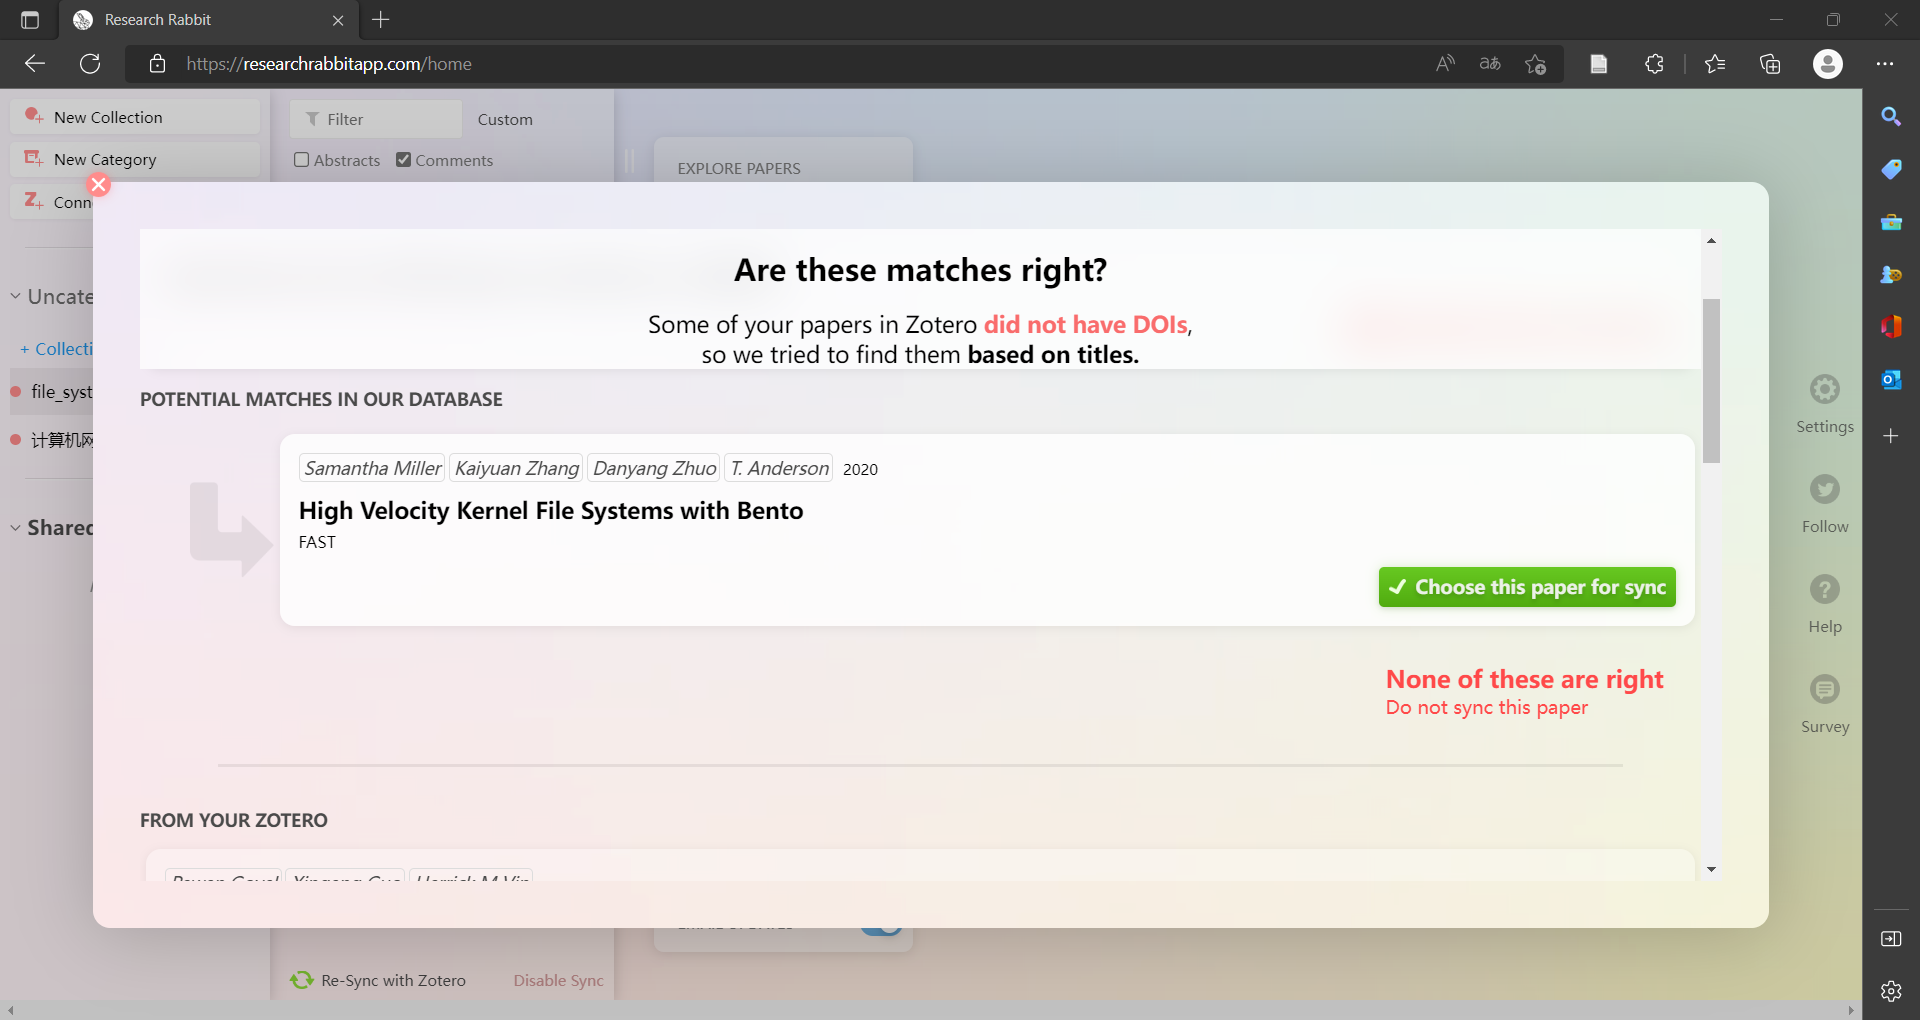 Research Rabbit
https://researchrabbitapp.com/home
New Collection
New Category
Conn
Uncate
+ Collecti
file_syst
计算机网
Shared
Filter
Custom
Abstracts
Comments
EXPLORE PAPERS
Are these matches right?
Some of your papers in Zotero did not have DOIs,
so we tried to find them based on titles.
POTENTIAL MATCHES IN OUR DATABASE
Samantha Miller Kaiyuan Zhang Danyang Zhuo T. Anderson 2020
High Velocity Kernel File Systems with Bento
FAST
Choose this paper for sync
None of these are right
Do not sync this paper
FROM YOUR ZOTERO
Re-Sync with Zotero
Disable Sync
Settings
Follow
Help
Survey